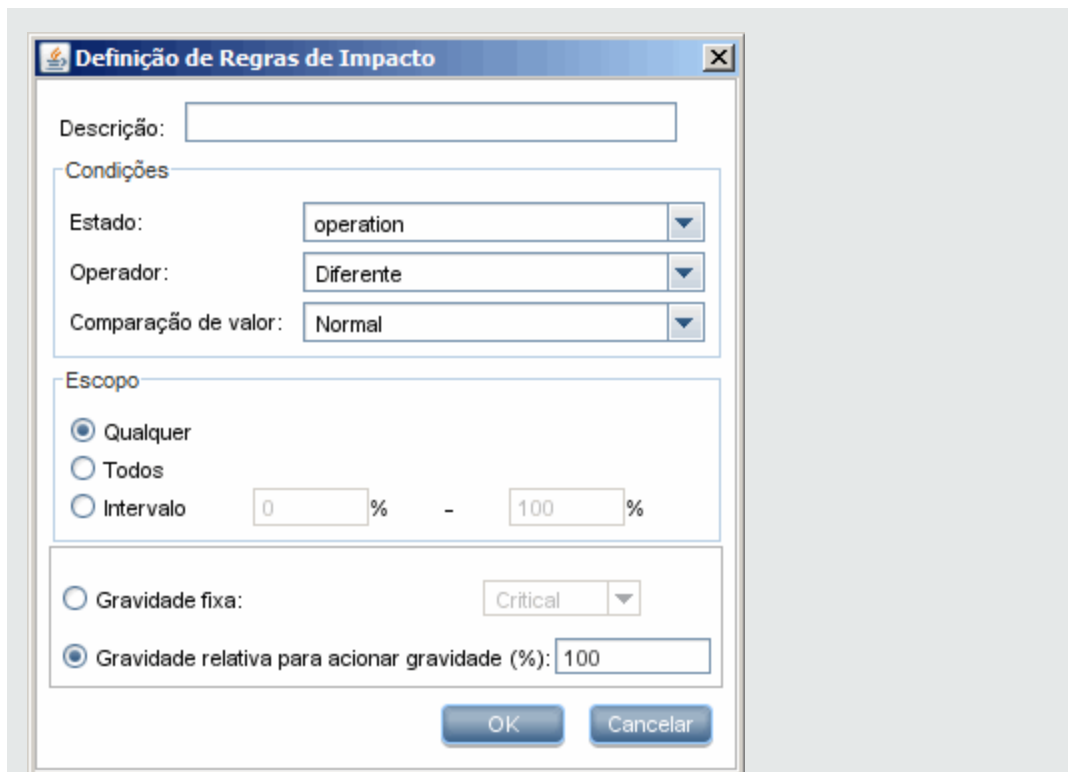 Definição de Regras de Impacto
Descrição:
Condições
Estado: operation
Operador: Diferente
Comparação de valor: Normal
Escopo
Qualquer
Todos
Intervalo 0 % - 100 %
Gravidade fixa: Critical
Gravidade relativa para acionar gravidade (%): 100
OK Cancelar